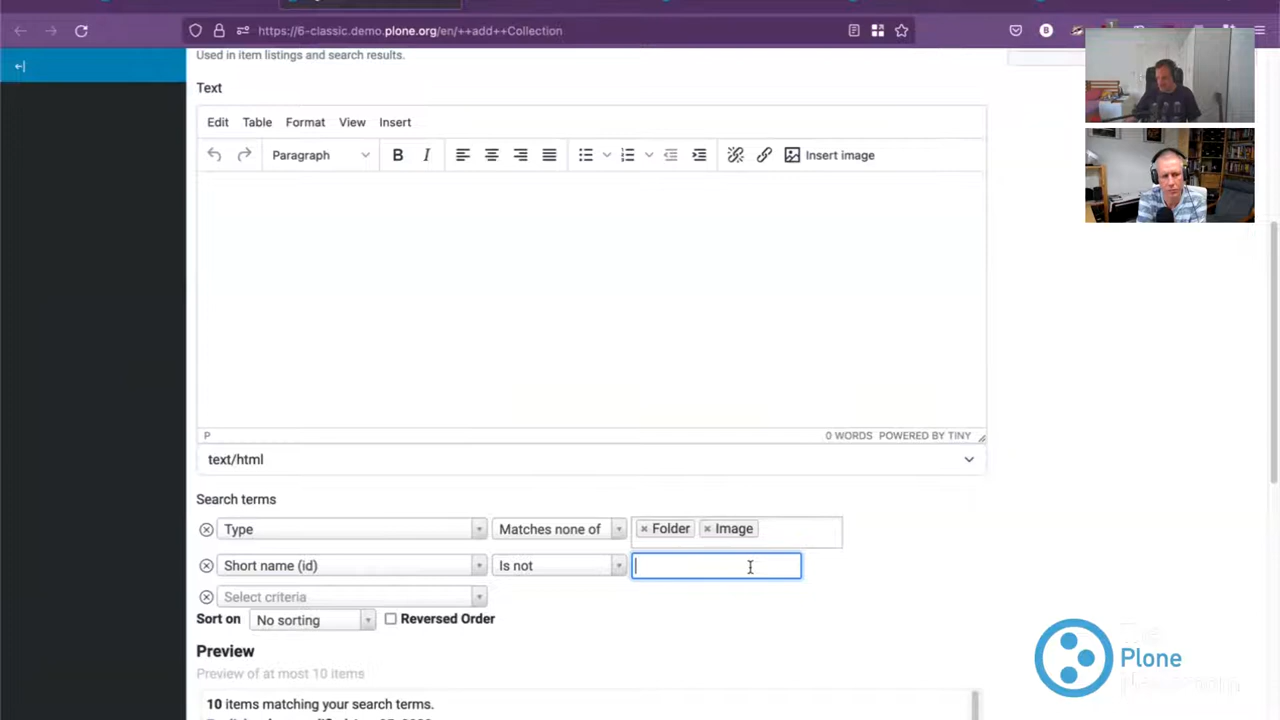 https://6-classic.demo.plone.org/en/++add++Collection
Used in item listings and search results.
Text
Edit Table Format View Insert
Paragraph B I Insert image
P 0 WORDS POWERED BY TINY
text/html
Search terms
Type Matches none of × Folder × Image
Short name (id) Is not
Select criteria
Sort on No sorting Reversed Order
Preview
Preview of at most 10 items
10 items matching your search terms.
Plone